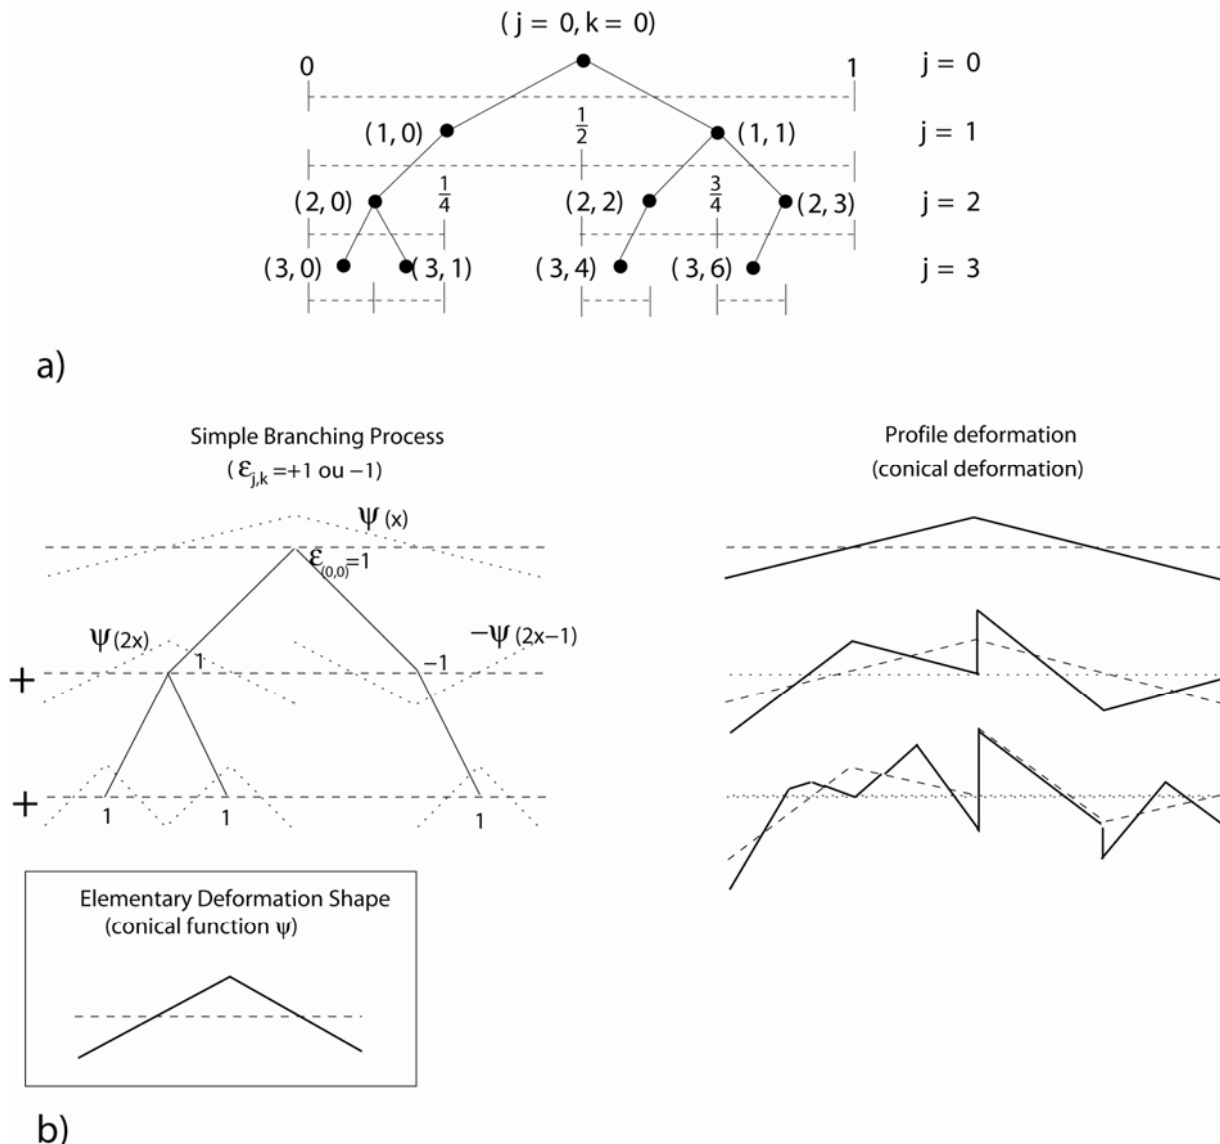 ( j = 0, k = 0)
0 1 j = 0
(1, 0) 1/2 (1, 1) j = 1
(2, 0) 1/4 (2, 2) 3/4 (2, 3) j = 2
(3, 0) (3, 1) (3, 4) (3, 6) j = 3
a)
Simple Branching Process
( ε j,k =+1 ou −1)
Profile deformation
(conical deformation)
ψ (x)
ε (0,0) =1
ψ (2x) 1 −1 −ψ (2x−1)
+
+
1 1 1
Elementary Deformation Shape
(conical function ψ)
b)